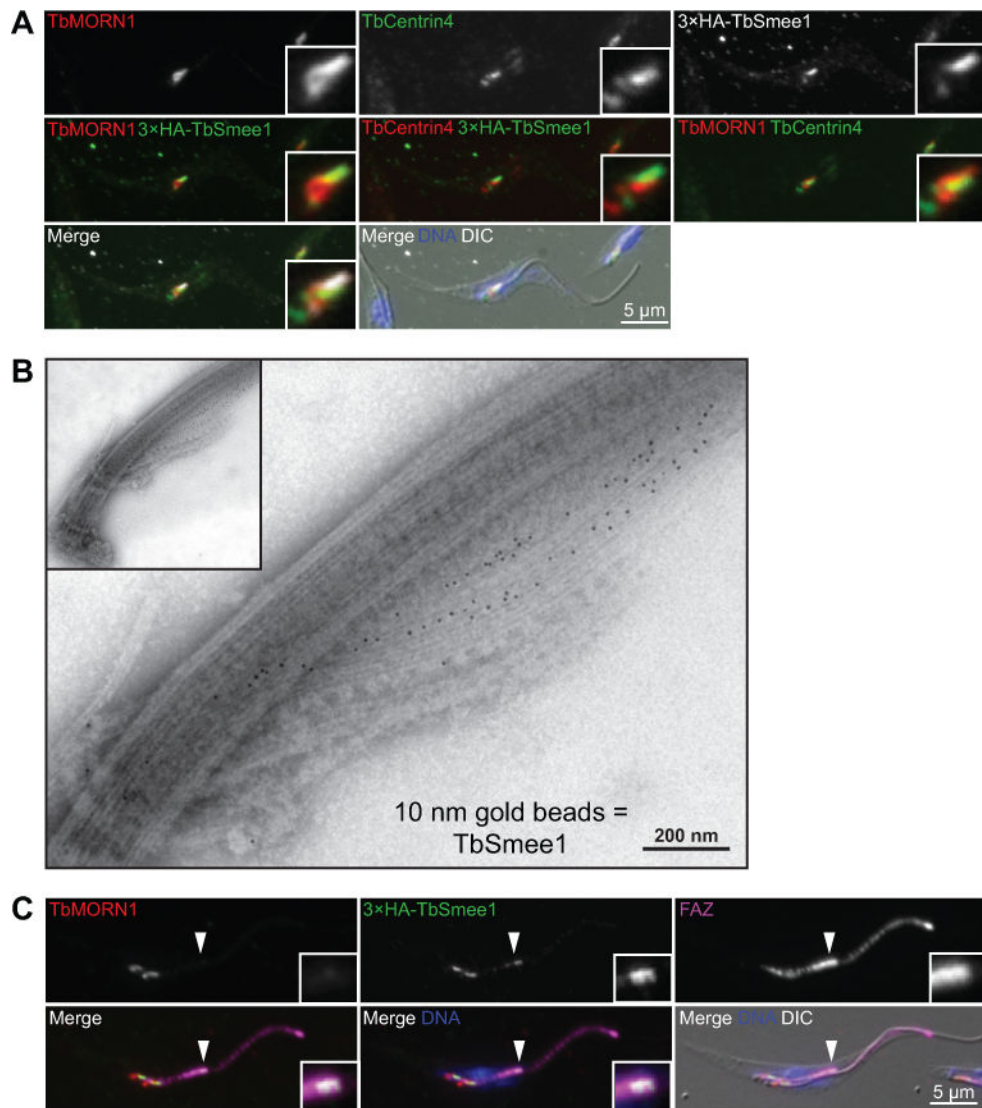 A
TbMORN1
TbCentrin4
3×HA-TbSmee1
TbMORN1 3×HA-TbSmee1
TbCentrin4 3×HA-TbSmee1
TbMORN1 TbCentrin4
Merge
Merge DNA DIC
5 µm
B
10 nm gold beads =
TbSmee1
200 nm
C
TbMORN1
3×HA-TbSmee1
FAZ
Merge
Merge DNA
Merge DNA DIC
5 µm